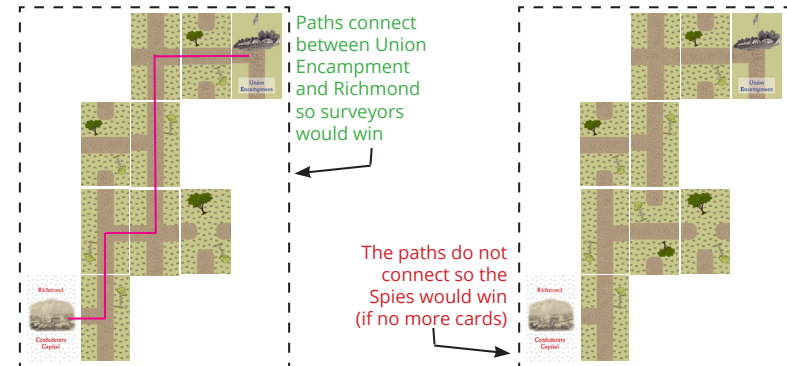 Paths connect
between Union
Encampment
and Richmond
so surveyors
would win
Union
Encampment
Richmond
Confederate
Capital
The paths do not
connect so the
Spies would win
(if no more cards)
Union
Encampment
Richmond
Confederate
Capital